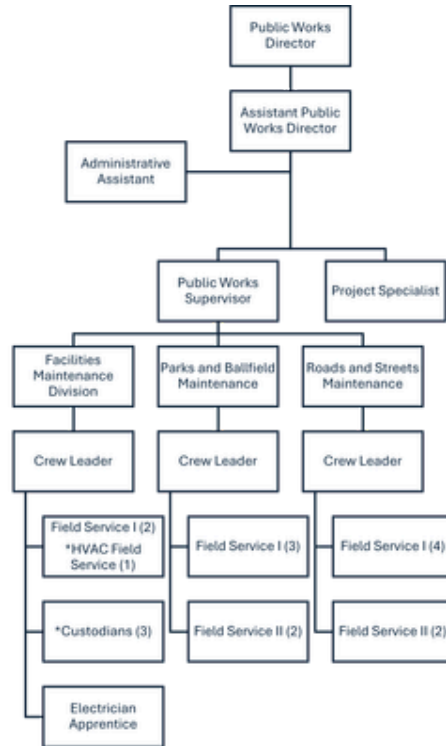 Public Works
Director
Assistant Public
Works Director
Administrative
Assistant
Public Works
Supervisor
Project Specialist
Facilities
Maintenance
Division
Parks and Ballfield
Maintenance
Roads and Streets
Maintenance
Crew Leader
Crew Leader
Crew Leader
Field Service I (2)
*HVAC Field
Service (1)
Field Service I (3)
Field Service I (4)
*Custodians (3)
Field Service II (2)
Field Service II (2)
Electrician
Apprentice